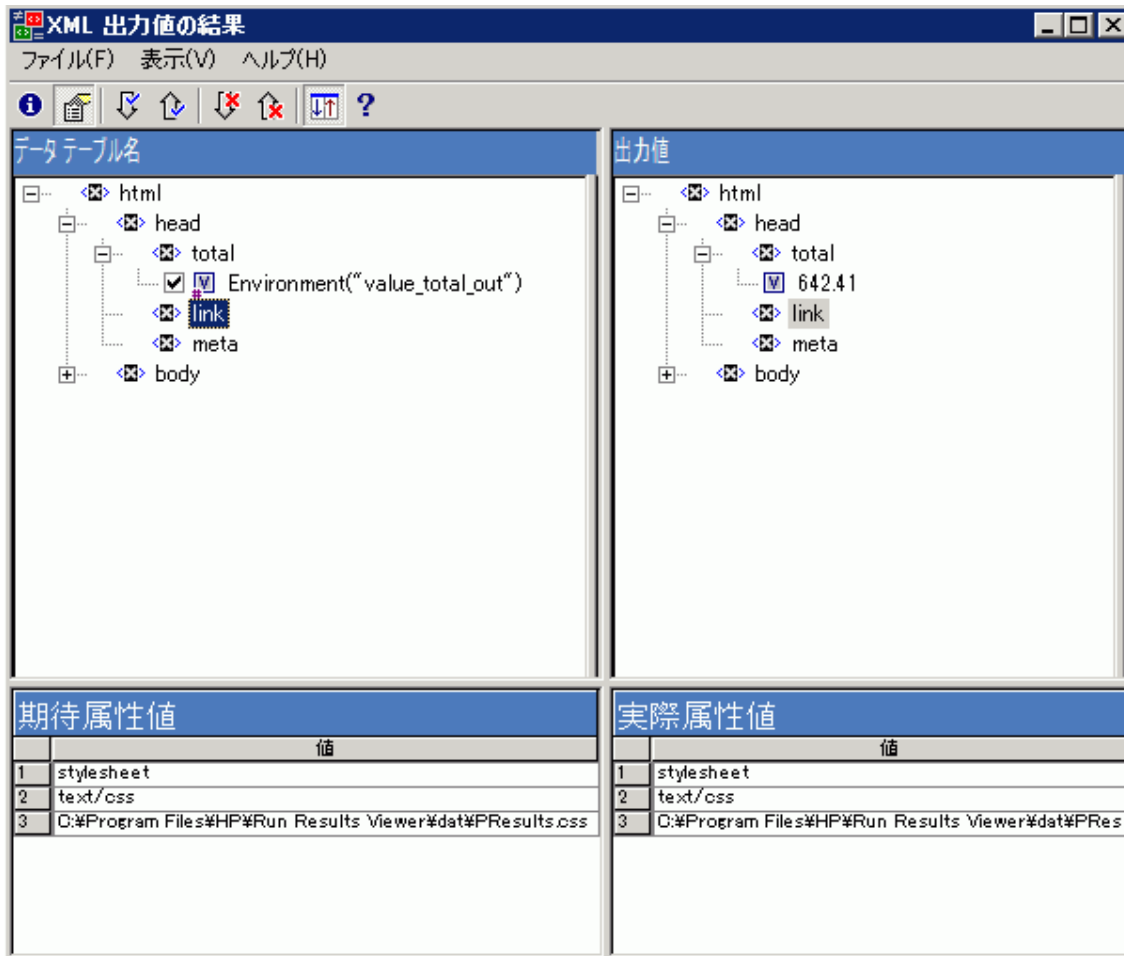 XML 出力値の結果
ファイル(F) 表示(V) ヘルプ(H)
データ テーブル名
html
head
total
Environment("value_total_out")
link
meta
body
出力値
html
head
total
642.41
link
meta
body
期待属性値
値
1 stylesheet
2 text/css
3 C:¥Program Files¥HP¥Run Results Viewer¥dat¥PResults.css
実際属性値
値
1 stylesheet
2 text/css
3 C:¥Program Files¥HP¥Run Results Viewer¥dat¥PRes